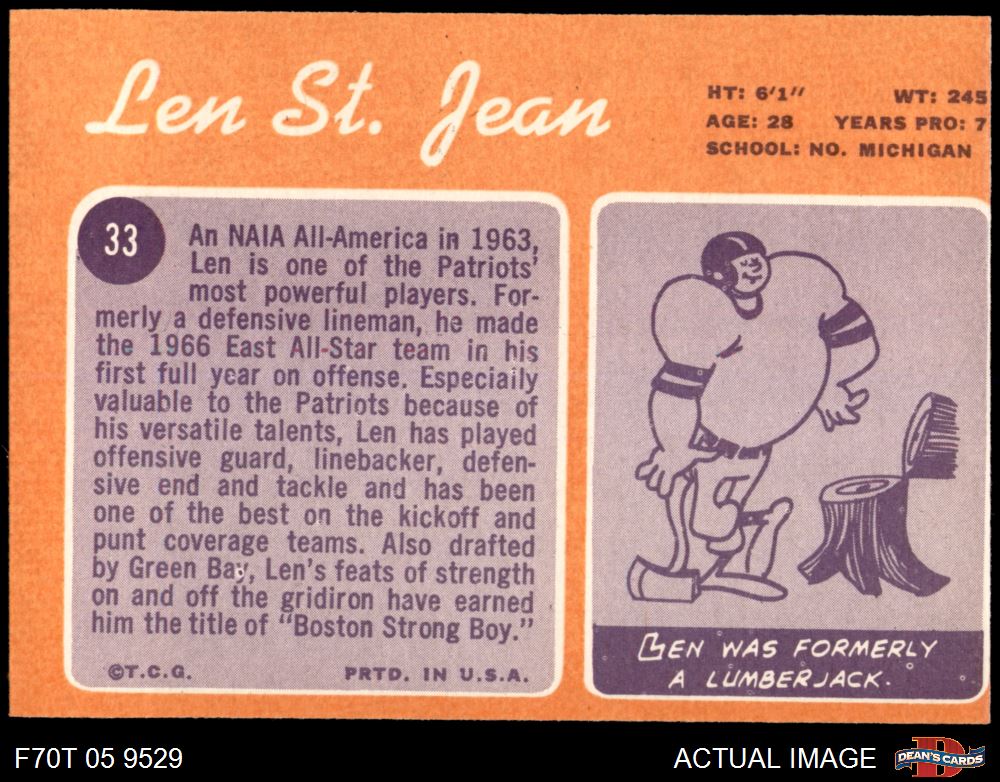 Len St. Jean
HT: 6'1" WT: 245
AGE: 28 YEARS PRO: 7
SCHOOL: NO. MICHIGAN
33
An NAIA All-America in 1963,
Len is one of the Patriots'
most powerful players. For-
merly a defensive lineman, he made
the 1966 East All-Star team in his
first full year on offense. Especially
valuable to the Patriots because of
his versatile talents, Len has played
offensive guard, linebacker, defen-
sive end and tackle and has been
one of the best on the kickoff and
punt coverage teams. Also drafted
by Green Bay, Len's feats of strength
on and off the gridiron have earned
him the title of "Boston Strong Boy."
©T.C.G. PRTD. IN U.S.A.
LEN WAS FORMERLY
A LUMBERJACK.
F70T 05 9529
ACTUAL IMAGE
D
DEAN'S CARDS